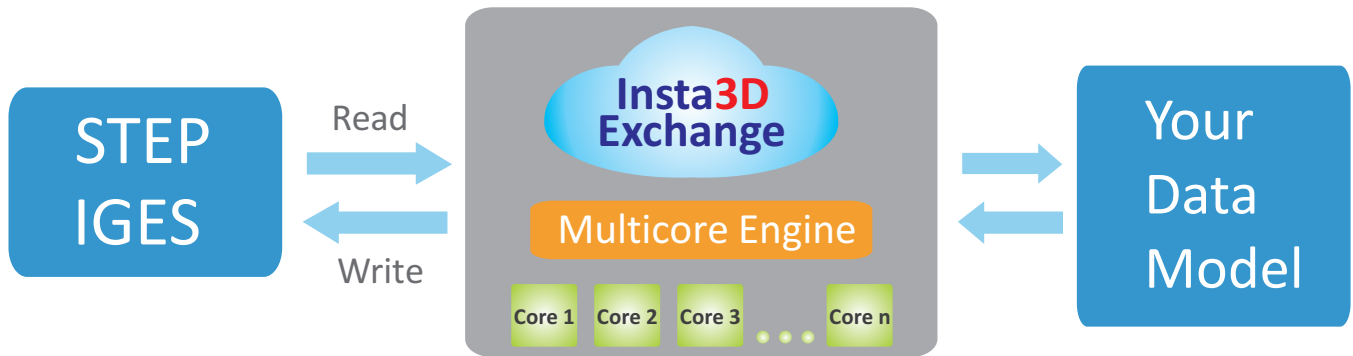 STEP
IGES
Read
Write
Insta3D
Exchange
Multicore Engine
Core 1
Core 2
Core 3
Core n
Your
Data
Model